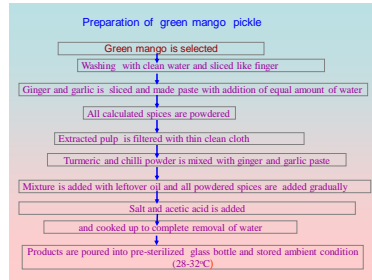 Preparation of green mango pickle
Green mango is selected
Washing with clean water and sliced like finger
Ginger and garlic is sliced and made paste with addition of equal amount of water
All calculated spices are powdered
Extracted pulp is filtered with thin clean cloth
Turmeric and chilli powder is mixed with ginger and garlic paste
Mixture is added with leftover oil and all powdered spices are added gradually
Salt and acetic acid is added
and cooked up to complete removal of water
Products are poured into pre-sterilized glass bottle and stored ambient condition
(28-32°C)